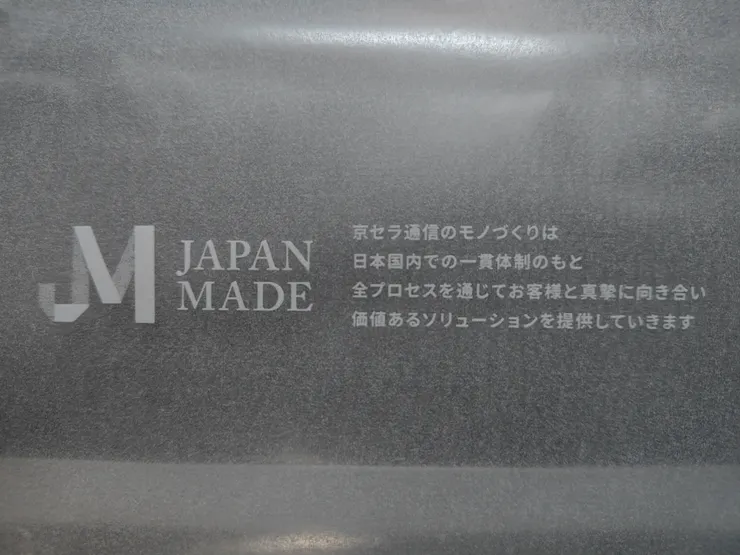 JM
JAPAN
MADE
京セラ通信のモノづくりは
日本国内での一貫体制のもと
全プロセスを通じてお客様と真摯に向き合い
価値あるソリューションを提供していきます